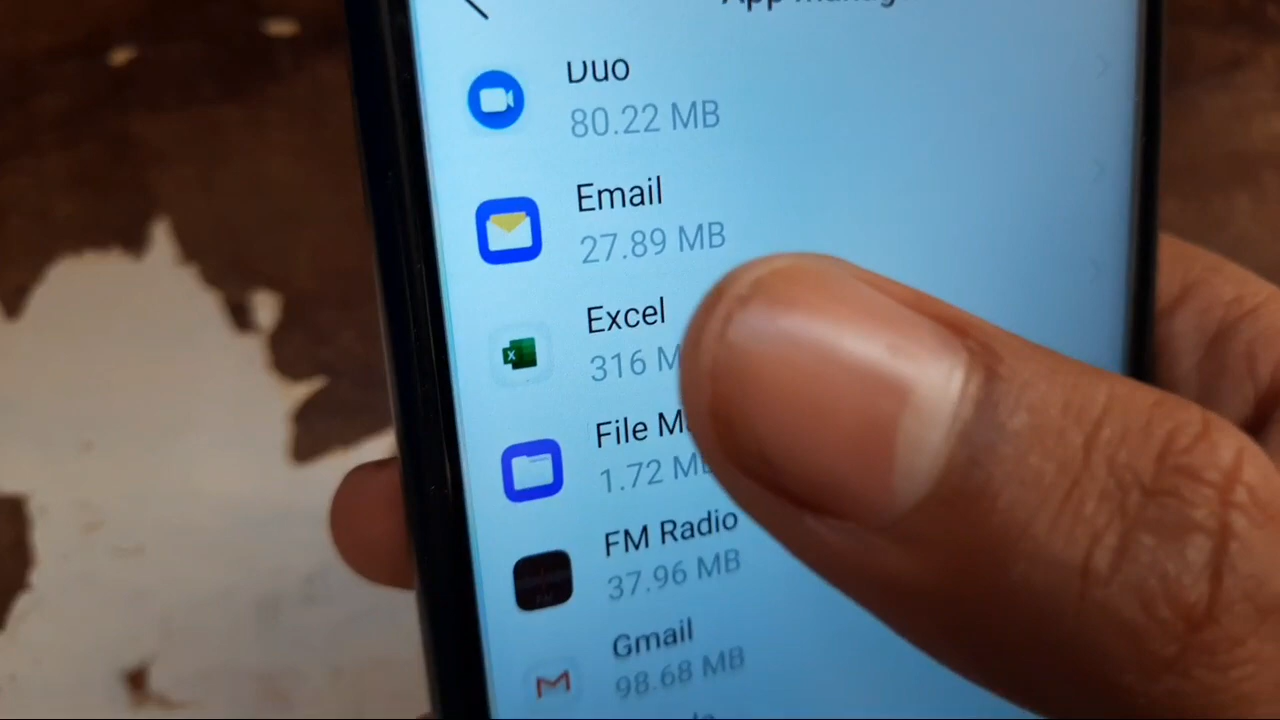 Duo
80.22 MB
Email
27.89 MB
Excel
316
File
1.72
FM Radio
37.96 MB
Gmail
98.68 MB